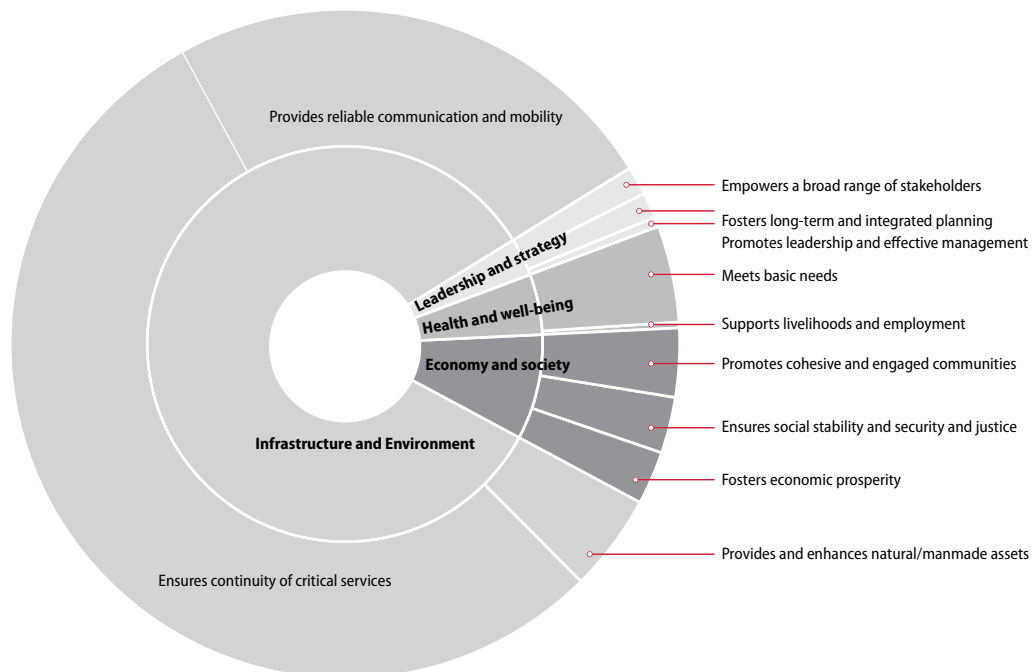 Provides reliable communication and mobility
Empowers a broad range of stakeholders
Fosters long-term and integrated planning
Promotes leadership and effective management
Leadership and strategy
Meets basic needs
Health and well-being
Supports livelihoods and employment
Economy and society
Promotes cohesive and engaged communities
Ensures social stability and security and justice
Infrastructure and Environment
Fosters economic prosperity
Provides and enhances natural/manmade assets
Ensures continuity of critical services